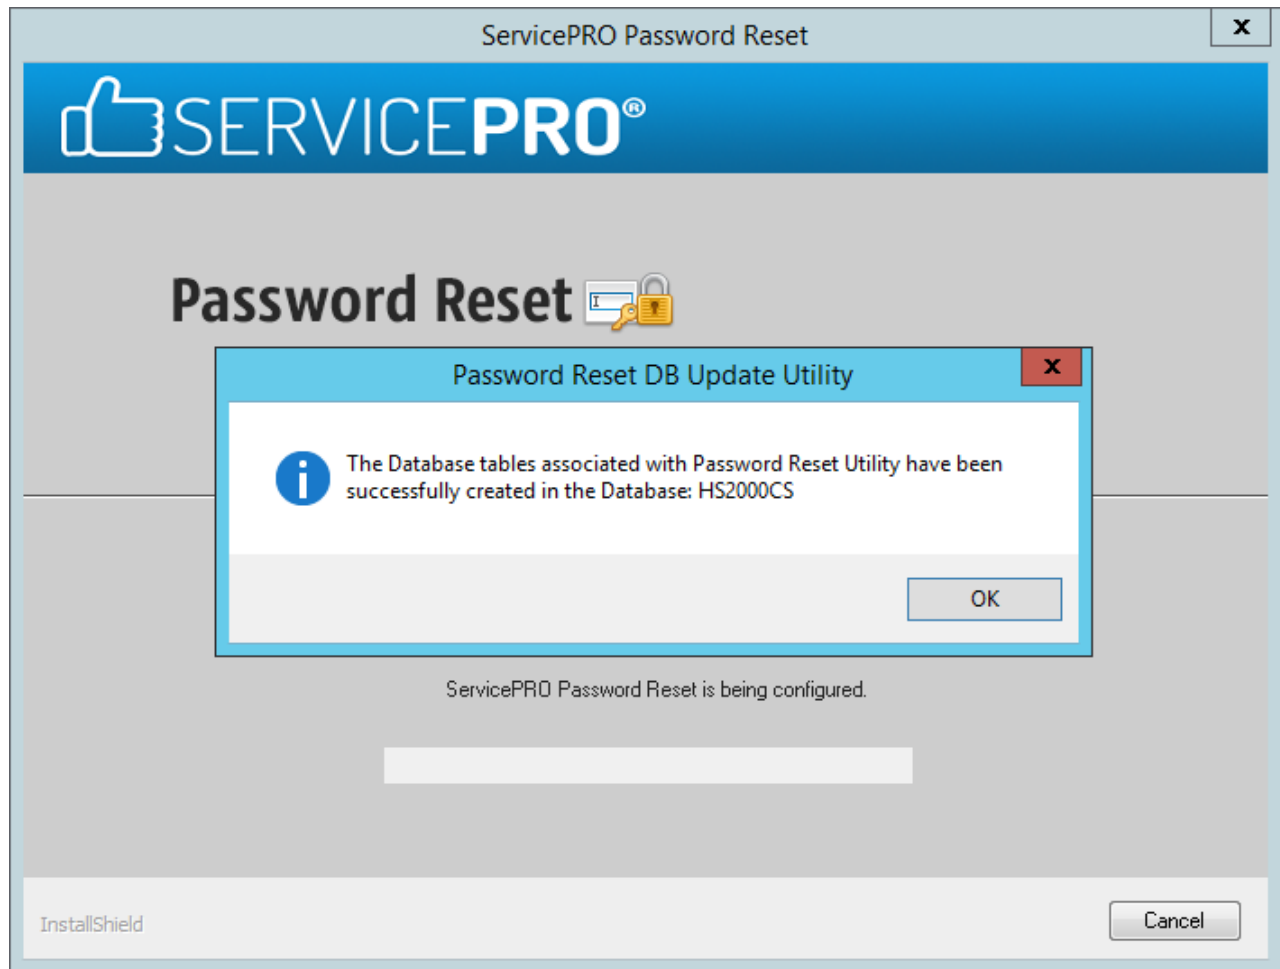 ServicePRO Password Reset
x
SERVICEPRO®
Password Reset
Password Reset DB Update Utility
x
The Database tables associated with Password Reset Utility have been
successfully created in the Database: HS2000CS
OK
ServicePRO Password Reset is being configured.
InstallShield
Cancel